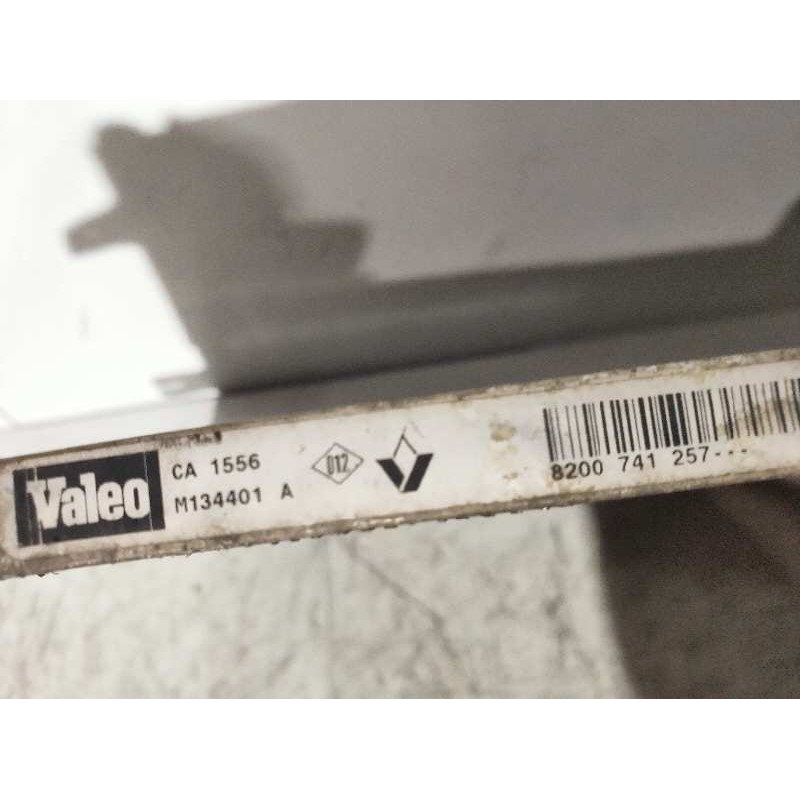 Valeo
CA 1556
M134401 A
012
8200 741 257---